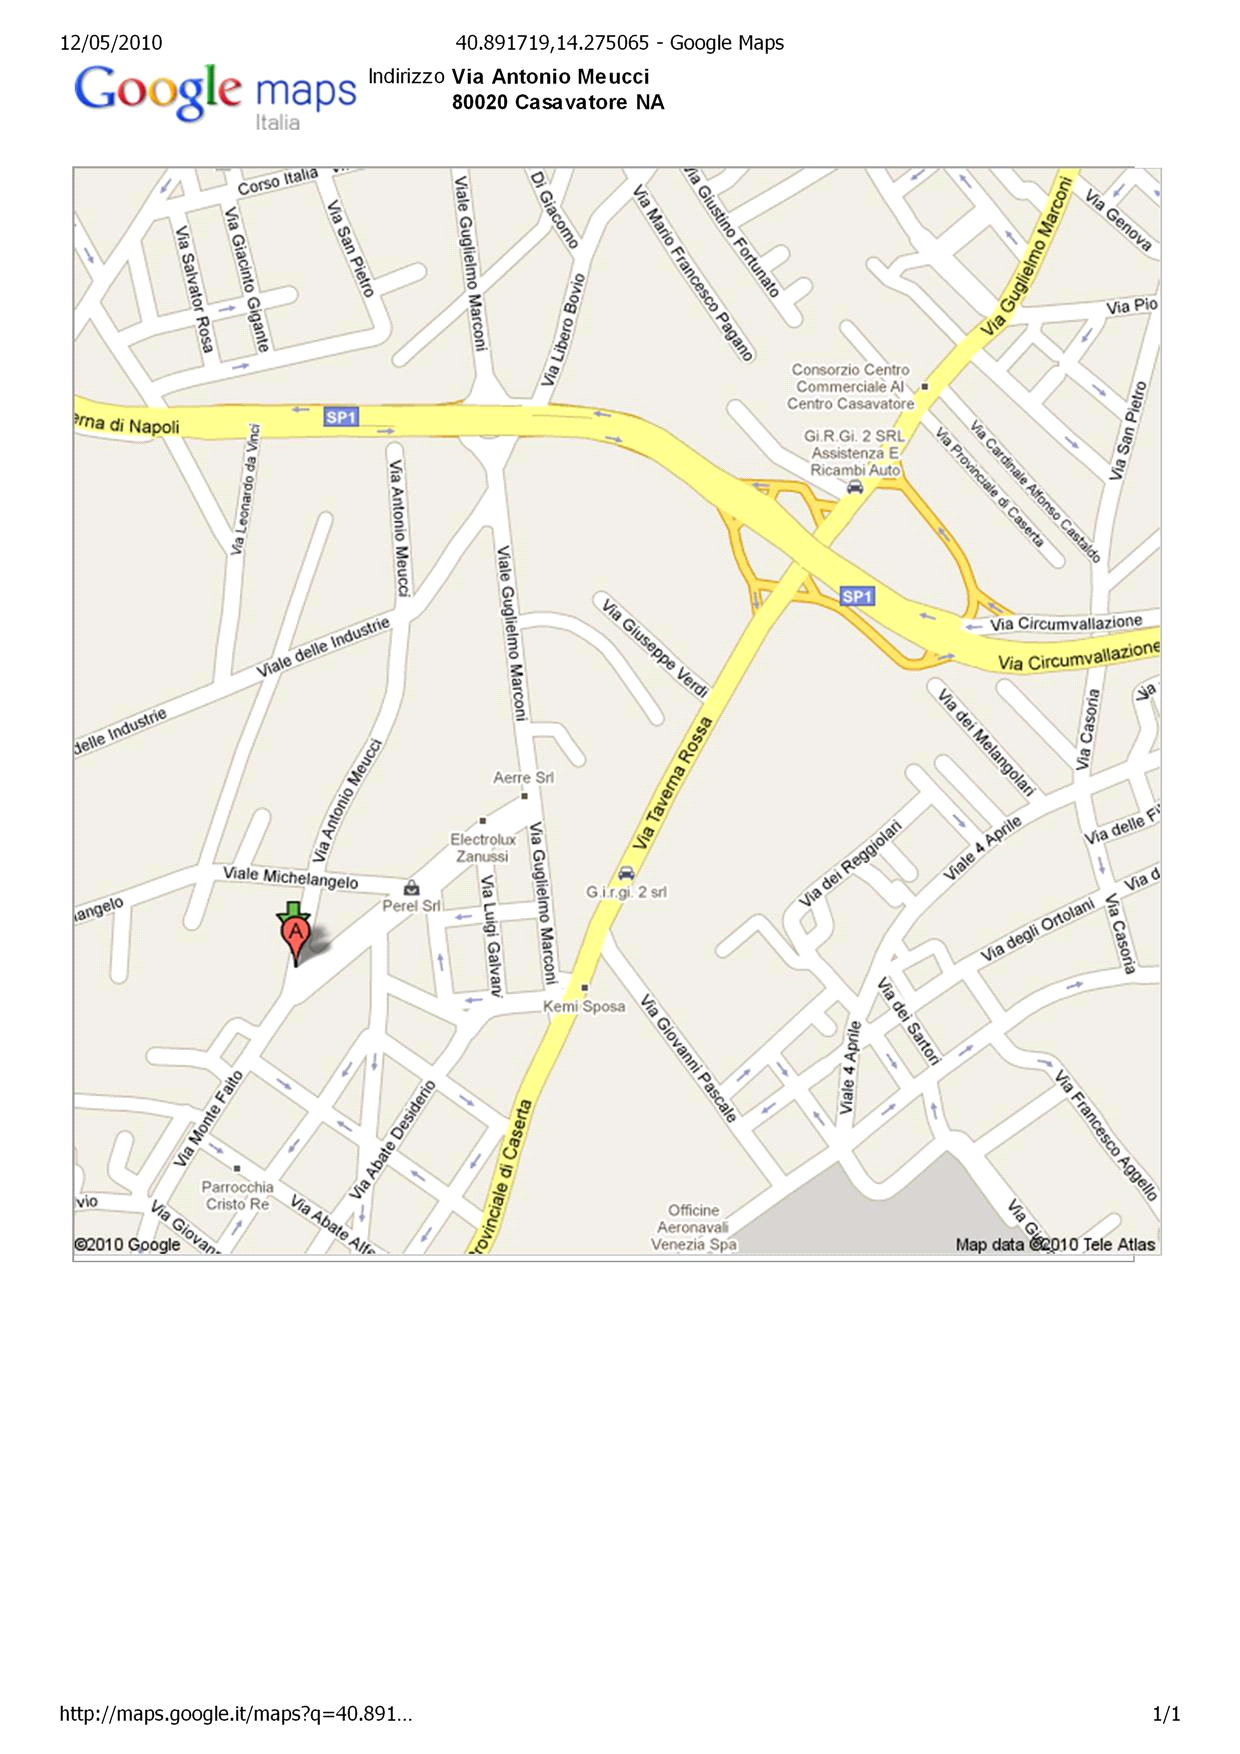 12/05/2010
40.891719,14.275065 - Google Maps
Google maps
Italia
Indirizzo Via Antonio Meucci
80020 Casavatore NA
Corso Italia
Via Salvator Rosa
Via Giacinto Gigante
Via San Pietro
Viale Guglielmo Marconi
Di Giacomo
Via Libero Bovio
Via Mario Francesco Pagano
Via Giustino Fortunato
Via Guglielmo Marconi
Via Genova
Via Pio
Consorzio Centro
Commerciale Al
Centro Casavatore
Gi.R.Gi. 2 SRL
Assistenza E
Ricambi Auto
Via Cardinale Alfonso Castaldo
Via Provinciale di Caserta
Via San Pietro
erna di Napoli
SP1
Via Leonardo da Vinci
Via Antonio Meucci
Viale Guglielmo Marconi
Via Giuseppe Verdi
SP1
Via Circumvallazione
Via Circumvallazione
Viale delle Industrie
delle Industrie
Via Antonio Meucci
Via Taverna Rossa
Via dei Melangolari
Via Casoria
Via
Aerre Srl
Electrolux
Zanussi
Via Guglielmo Marconi
Via Luigi Galvani
G.i.r.gi. 2 srl
Via dei Reggiolari
Viale 4 Aprile
Via delle Fi
Via d
Viale Michelangelo
langelo
Perel Srl
A
Via degli Ortolani
Via Casoria
Kemi Sposa
Via Giovanni Pascale
Via dei Sartori
Viale 4 Aprile
Via Francesco Aggello
Via Monte Faito
Via Abate Desiderio
Provinciale di Caserta
Parrocchia
Cristo Re
vio
Via Giovan
Via Abate Alfe
Officine
Aeronavali
Venezia Spa
Via
©2010 Google
Map data ©2010 Tele Atlas
http://maps.google.it/maps?q=40.891...
1/1